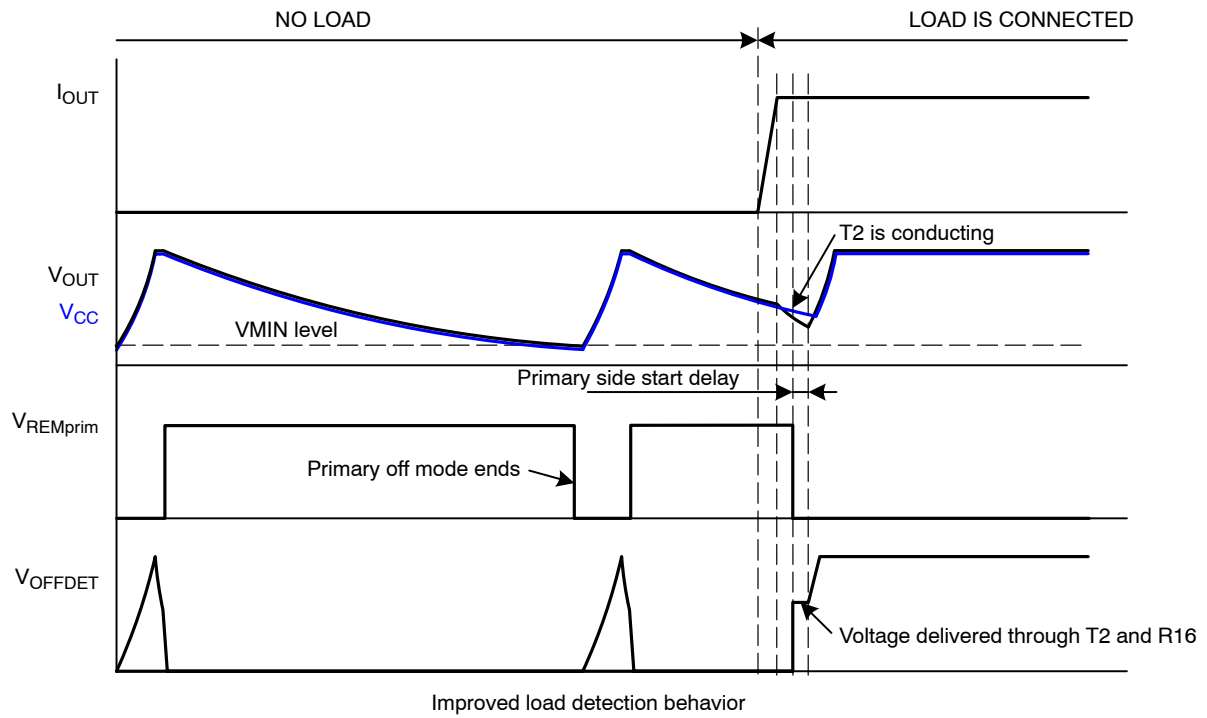 NO LOAD
LOAD IS CONNECTED
IOUT
T2 is conducting
VOUT
VCC
VMIN level
Primary side start delay
VREMprim
Primary off mode ends
VOFFDET
Voltage delivered through T2 and R16
Improved load detection behavior